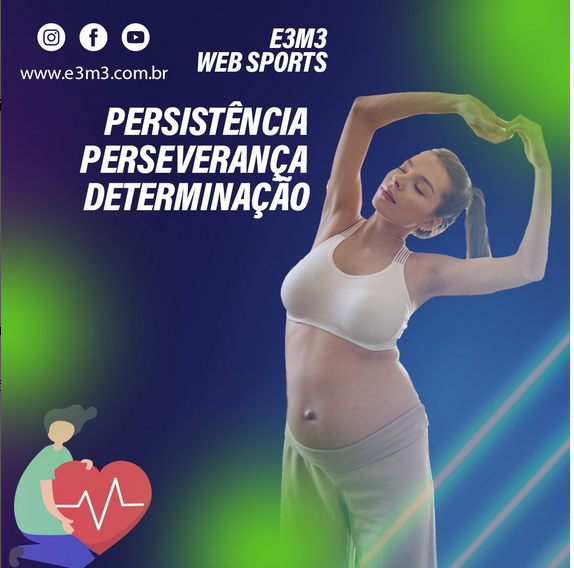 E3M3
WEB SPORTS
www.e3m3.com.br
PERSISTÊNCIA
PERSEVERANÇA
DETERMINAÇÃO